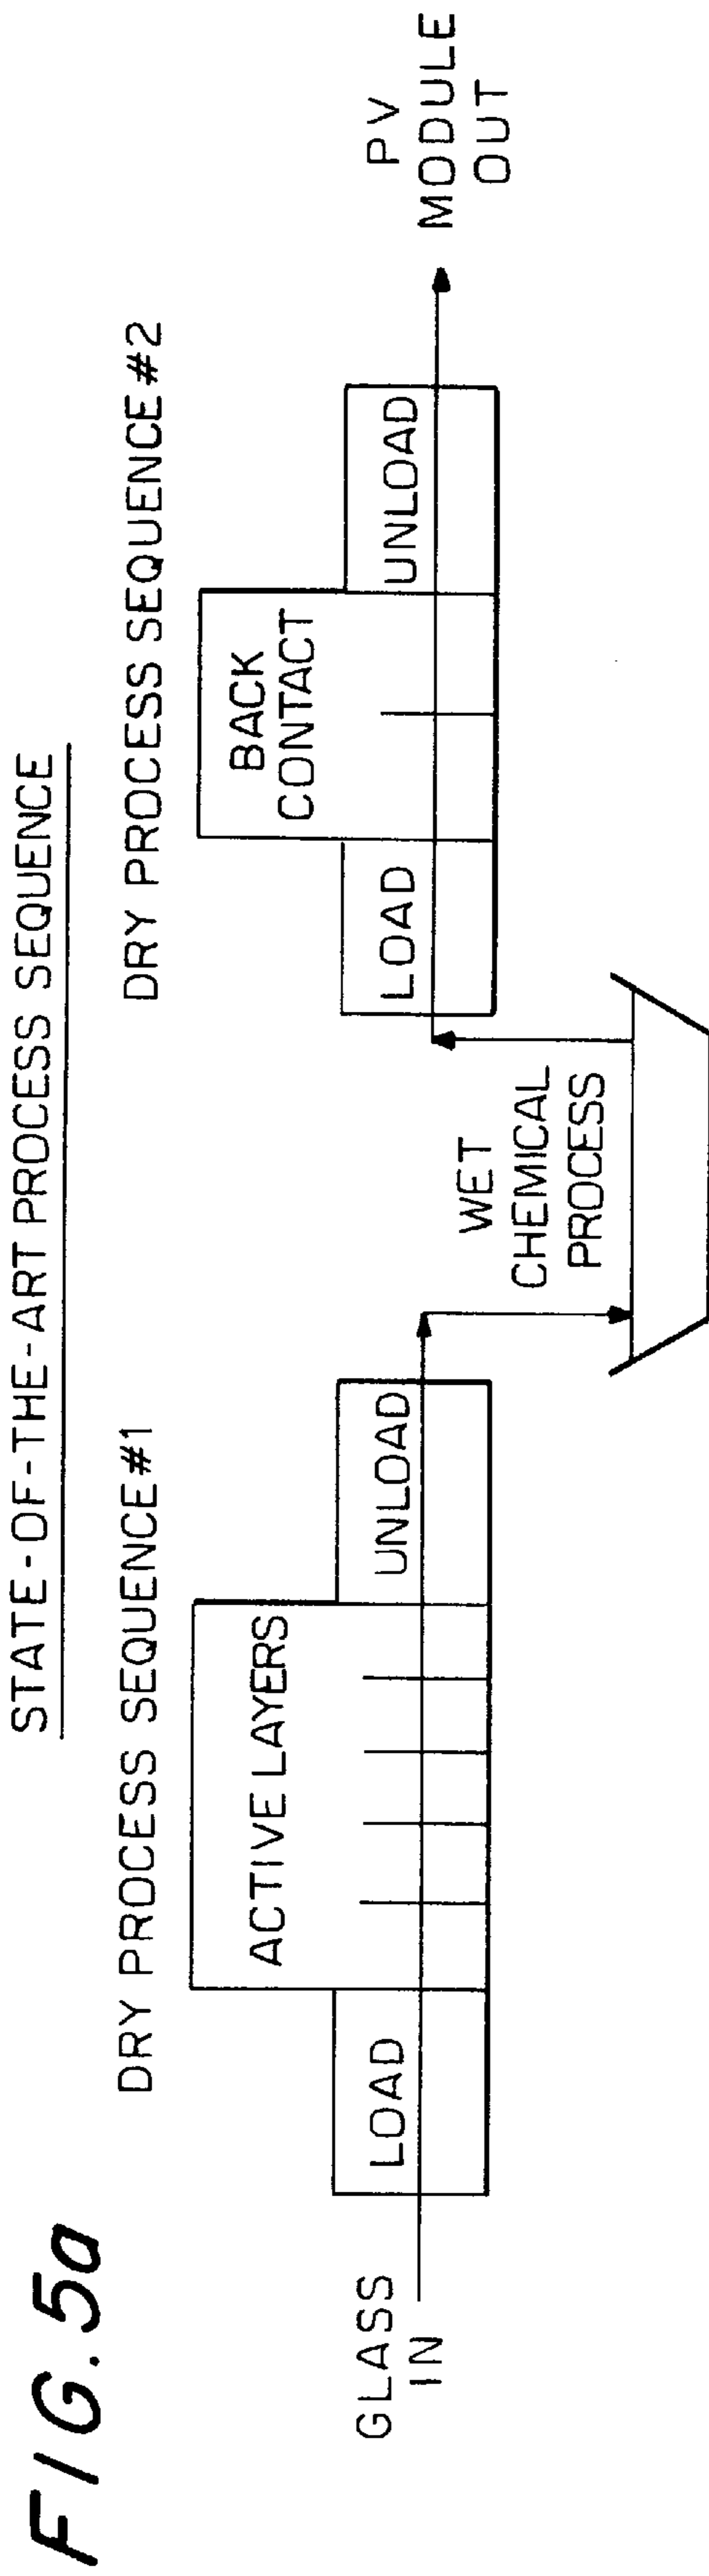 FIG. 5a
STATE-OF-THE-ART PROCESS SEQUENCE
DRY PROCESS SEQUENCE #1
DRY PROCESS SEQUENCE #2
GLASS
IN
LOAD
ACTIVE LAYERS
UNLOAD
WET
CHEMICAL
PROCESS
LOAD
BACK
CONTACT
UNLOAD
PV
MODULE
OUT